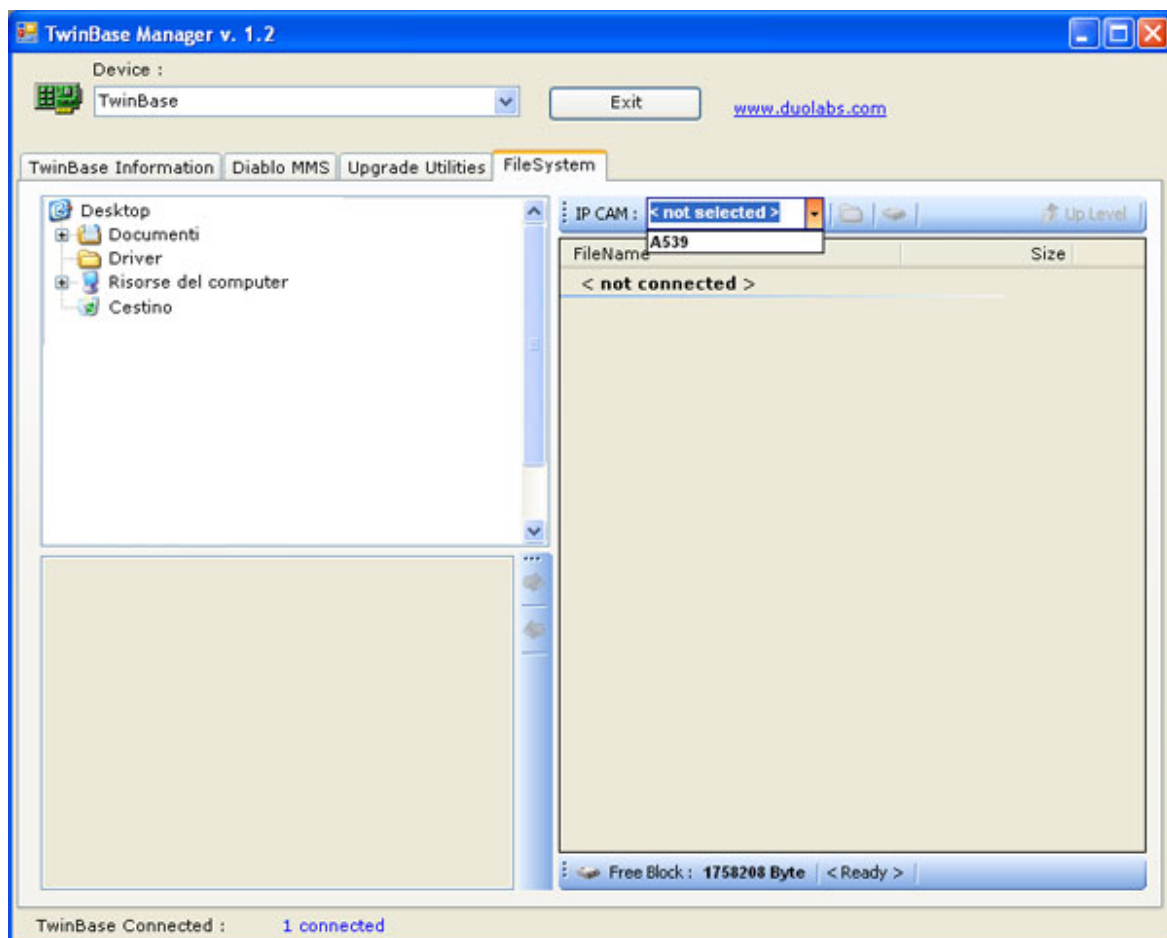 TwinBase Manager v. 1.2
Device :
TwinBase
Exit
www.duolabs.com
TwinBase Information Diablo MMS Upgrade Utilities FileSystem
Desktop
Documenti
Driver
Risorse del computer
Cestino
IP CAM : < not selected > Up Level
A539
FileName Size
< not connected >
Free Block : 1758208 Byte < Ready >
TwinBase Connected : 1 connected